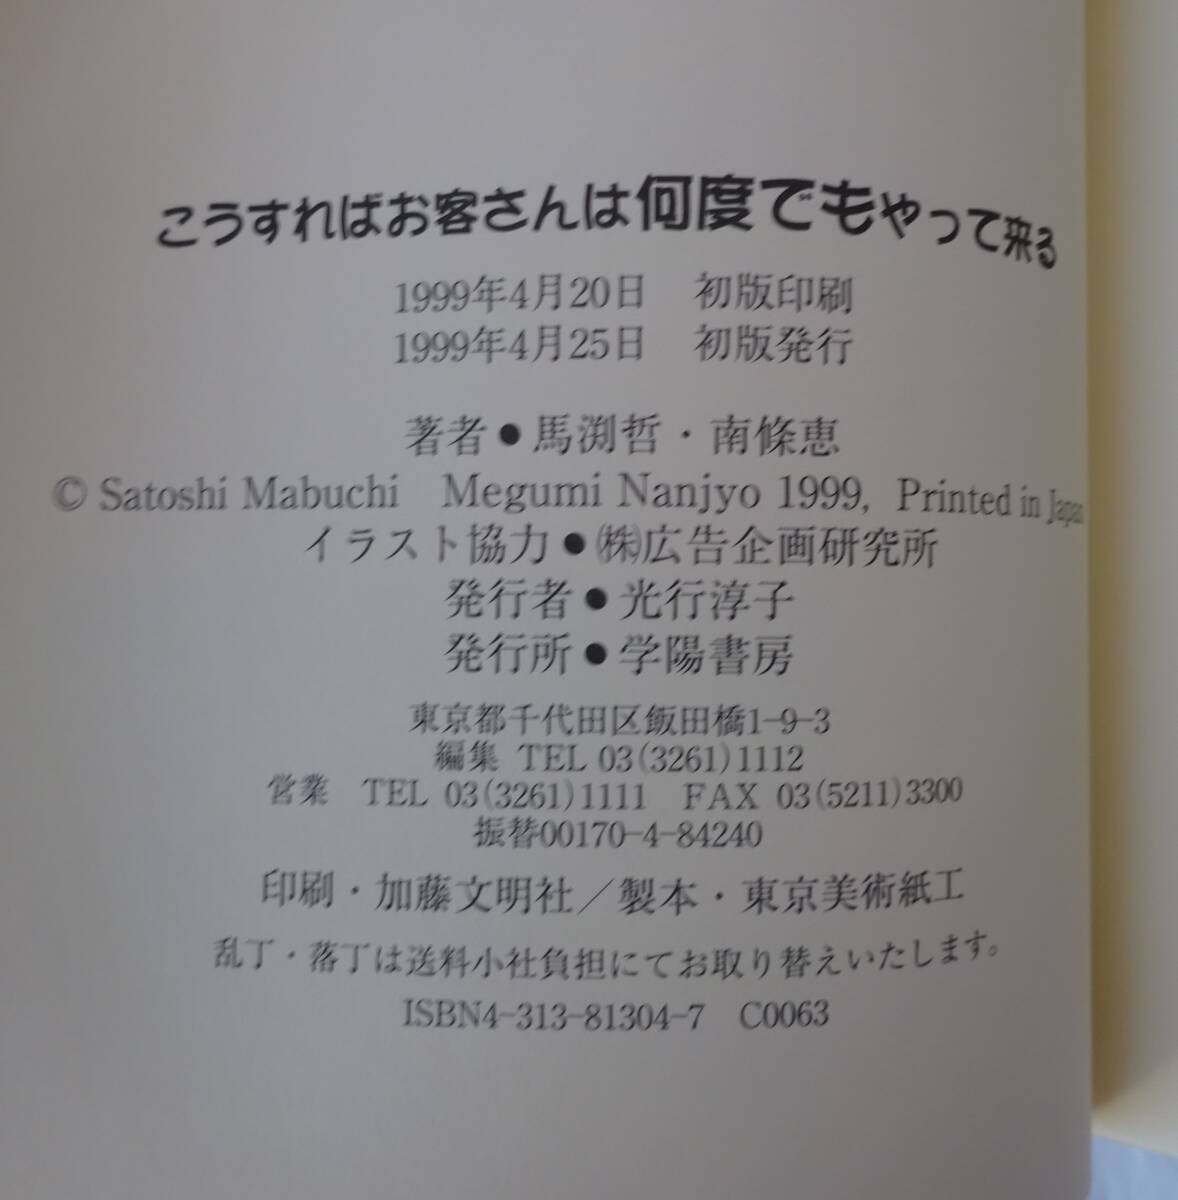 こうすればお客さんは何度でもやって来る
1999年4月20日　初版印刷
1999年4月25日　初版発行
著者●馬渕哲・南條恵
© Satoshi Mabuchi　Megumi Nanjyo 1999, Printed in Japan
イラスト協力●㈱広告企画研究所
発行者●光行淳子
発行所●学陽書房
東京都千代田区飯田橋1-9-3
編集 TEL 03(3261)1112
営業　TEL 03(3261)1111　FAX 03(5211)3300
振替00170-4-84240
印刷・加藤文明社／製本・東京美術紙工
乱丁・落丁は送料小社負担にてお取り替えいたします。
ISBN4-313-81304-7　C0063